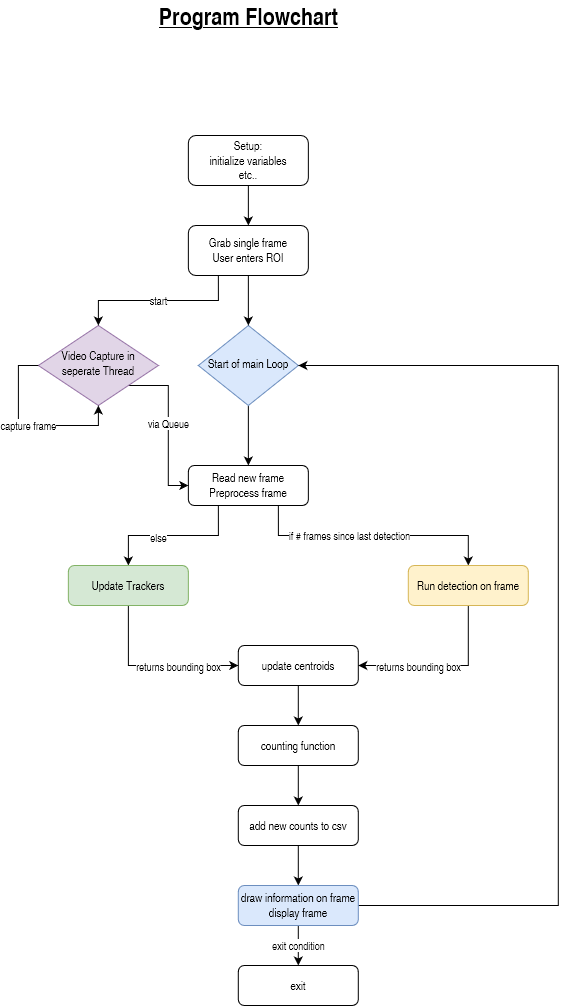 Program Flowchart
Setup:
initialize variables
etc..
Grab single frame
User enters ROI
start
Video Capture in
seperate Thread
Start of main Loop
capture frame
via Queue
Read new frame
Preprocess frame
else
if # frames since last detection
Update Trackers
Run detection on frame
returns bounding box
update centroids
returns bounding box
counting function
add new counts to csv
draw information on frame
display frame
exit condition
exit